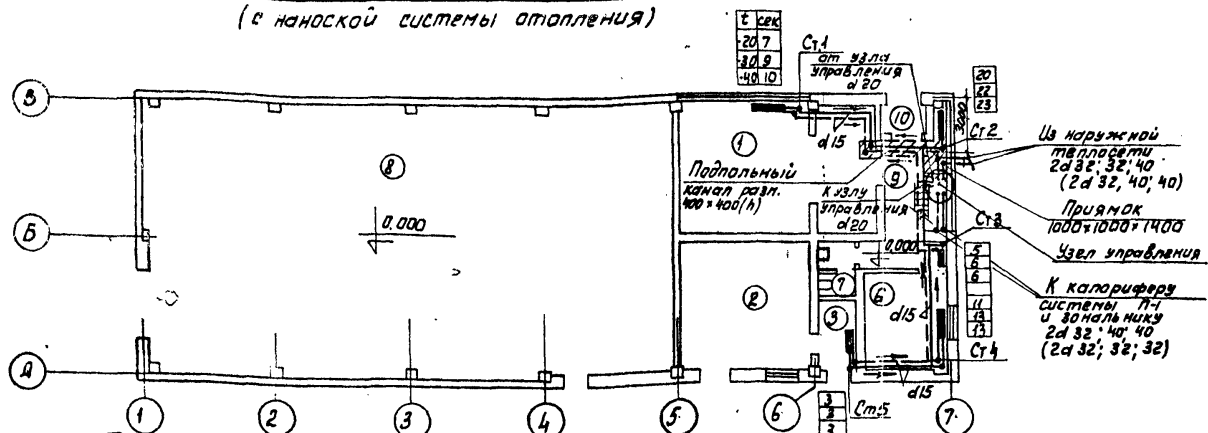 (с наноской системы отопления)
t сек
-20 7
-30 9
-40 10
Ст.1
от узла
управления
d 20
20
22
23
3000
В
10
Ст 2
1
d15
Из наружной
теплосети
2d 32; 32; 40
(2d 32, 40; 40)
8
Подпольный
канал разм.
400 × 400(h)
9
К узлу
управления
d20
Приямок
1000×1000×1400
Ст 3
Б
0.000
0.000
Узел управления
5
6
6
11
13
13
К калориферу
системы П-1
и зональнику
2d 32; 40; 40
(2d 32; 32; 32)
2
7
6
3
d15
Ст 4
А
d15
1
2
3
4
5
6
3
3
3
Ст.5
7